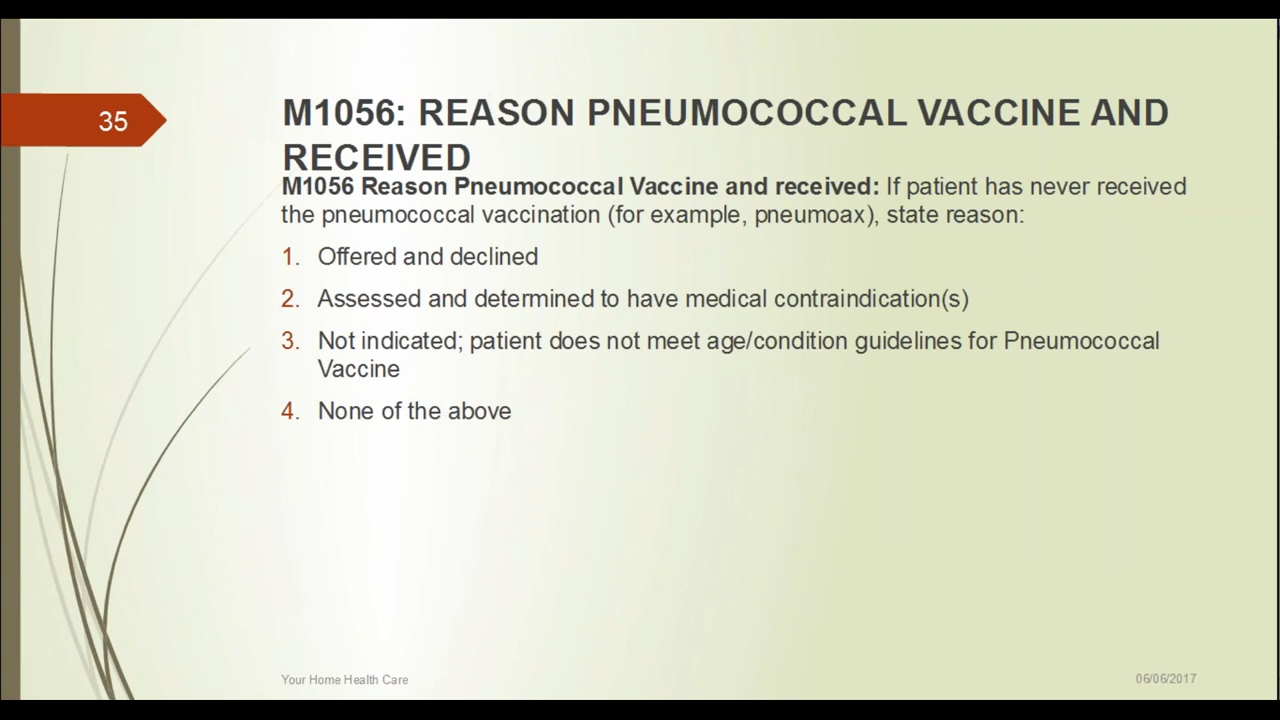 35
M1056: REASON PNEUMOCOCCAL VACCINE AND
RECEIVED
M1056 Reason Pneumococcal Vaccine and received: If patient has never received
the pneumococcal vaccination (for example, pneumoax), state reason:
1. Offered and declined
2. Assessed and determined to have medical contraindication(s)
3. Not indicated; patient does not meet age/condition guidelines for Pneumococcal
Vaccine
4. None of the above
Your Home Health Care
06/06/2017